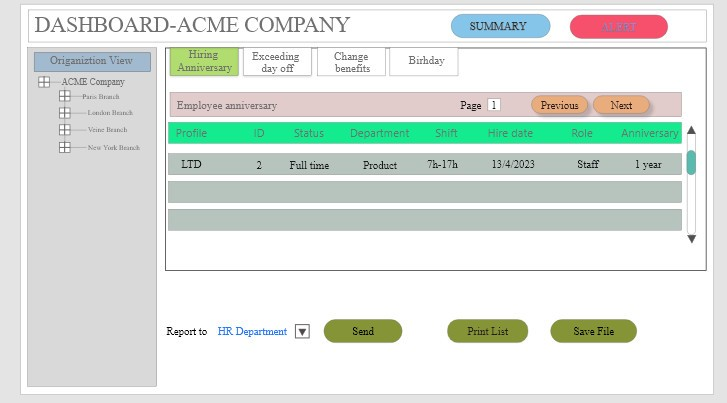 DASHBOARD-ACME COMPANY
SUMMARY
ALERT
Origaniztion View
ACME Company
Paris Branch
London Branch
Venie Branch
New York Branch
Hiring
Anniversary
Exceeding
day off
Change
benefits
Birhday
Employee anniversary
Page 1
Previous
Next
Profile ID Status Department Shift Hire date Role Anniversary
LTD 2 Full time Product 7h-17h 13/4/2023 Staff 1 year
Report to HR Department
Send
Print List
Save File